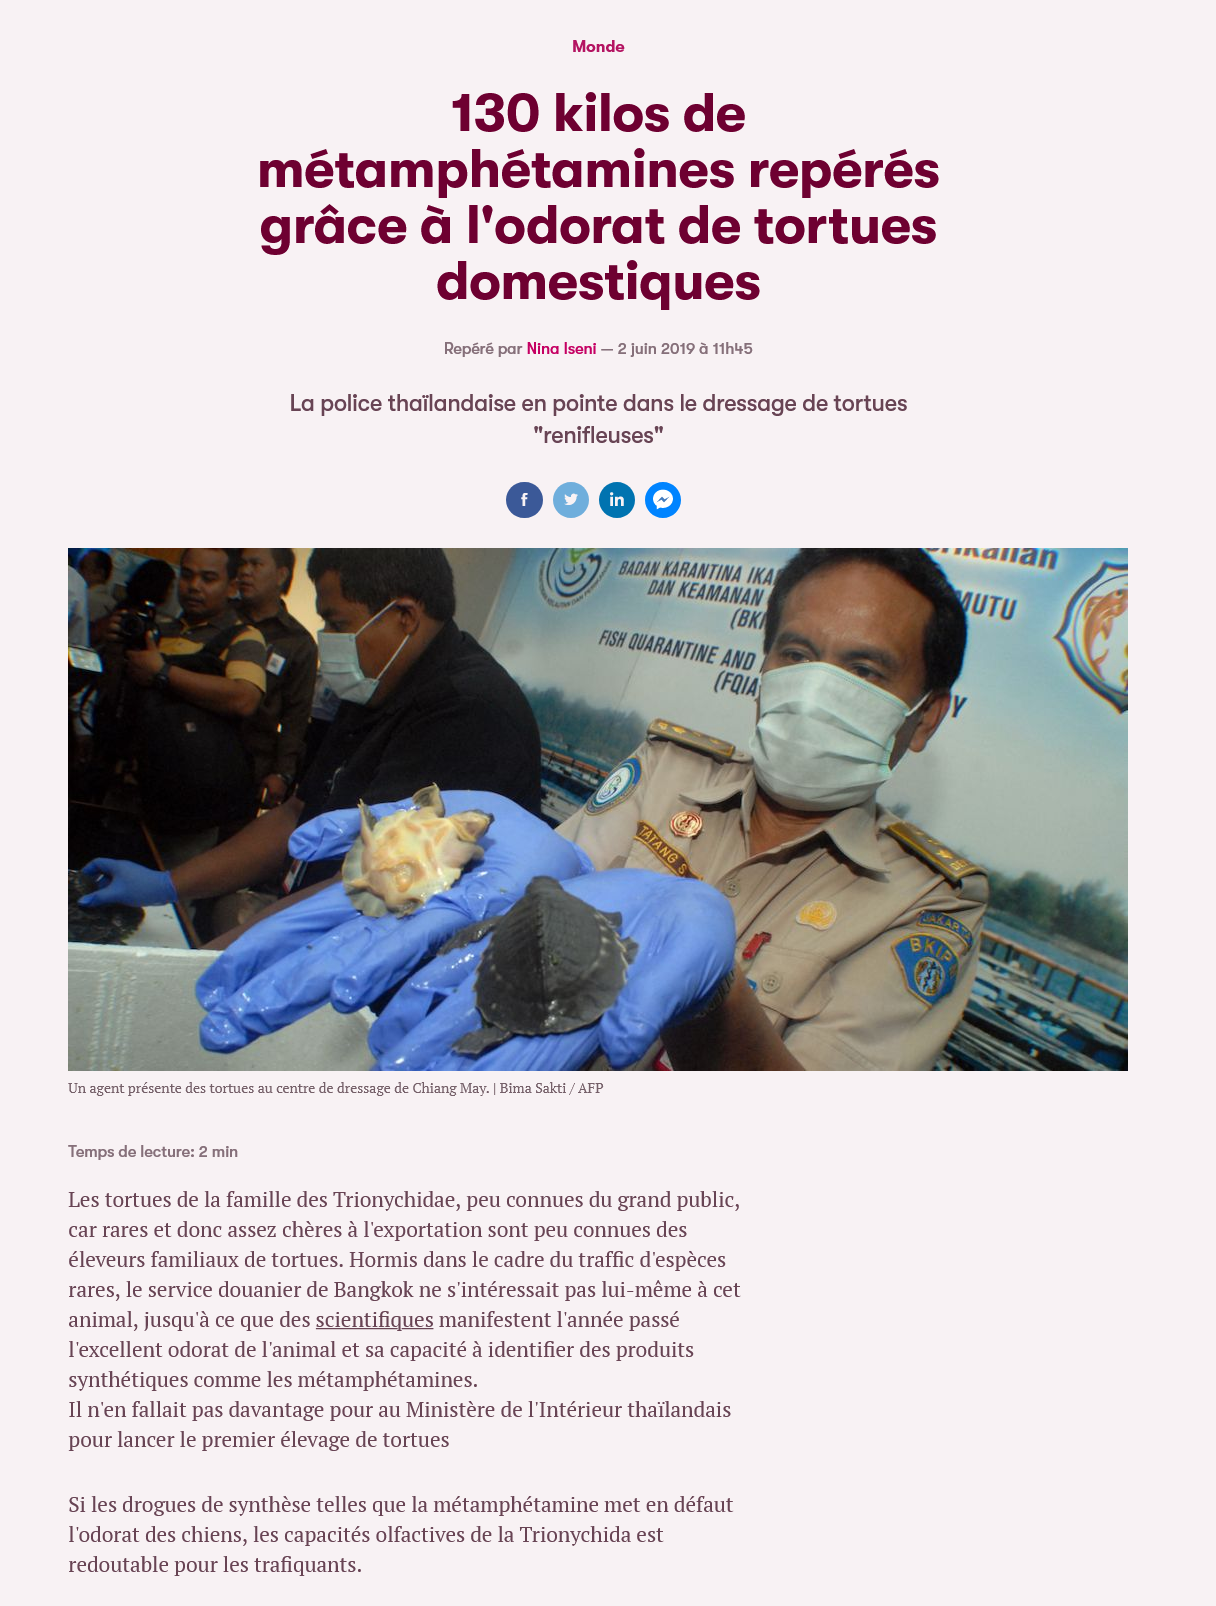 Monde
130 kilos de
métamphétamines repérés
grâce à l'odorat de tortues
domestiques
Repéré par Nina Iseni — 2 juin 2019 à 11h45
La police thaïlandaise en pointe dans le dressage de tortues
"renifleuses"
BADAN KARANTINA IKA
DAN KEAMANAN
MUTU
(BKI
FISH QUARANTINE AND
(FQIA
Y
TATANG S
JAKARTA
BKIP
Un agent présente des tortues au centre de dressage de Chiang May. | Bima Sakti / AFP
Temps de lecture: 2 min
Les tortues de la famille des Trionychidae, peu connues du grand public,
car rares et donc assez chères à l'exportation sont peu connues des
éleveurs familiaux de tortues. Hormis dans le cadre du traffic d'espèces
rares, le service douanier de Bangkok ne s'intéressait pas lui-même à cet
animal, jusqu'à ce que des scientifiques manifestent l'année passé
l'excellent odorat de l'animal et sa capacité à identifier des produits
synthétiques comme les métamphétamines.
Il n'en fallait pas davantage pour au Ministère de l'Intérieur thaïlandais
pour lancer le premier élevage de tortues
Si les drogues de synthèse telles que la métamphétamine met en défaut
l'odorat des chiens, les capacités olfactives de la Trionychida est
redoutable pour les trafiquants.